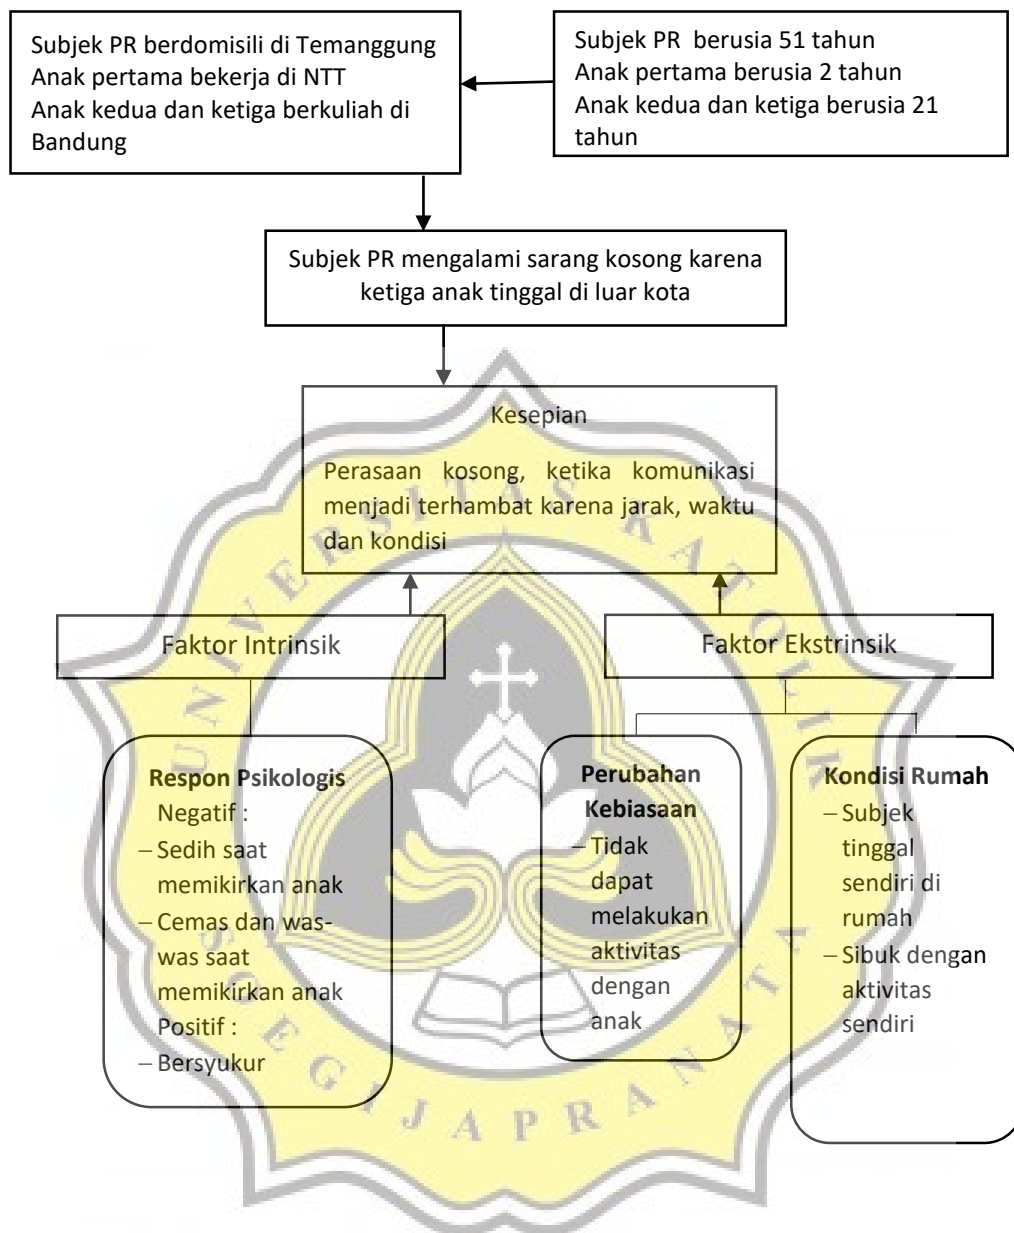 Subjek PR berdomisili di Temanggung
Anak pertama bekerja di NTT
Anak kedua dan ketiga berkuliah di
Bandung
Subjek PR  berusia 51 tahun
Anak pertama berusia 2 tahun
Anak kedua dan ketiga berusia 21
tahun
Subjek PR mengalami sarang kosong karena
ketiga anak tinggal di luar kota
Kesepian
Perasaan kosong, ketika komunikasi
menjadi terhambat karena jarak, waktu
dan kondisi
Faktor Intrinsik
Faktor Ekstrinsik
Respon Psikologis
Negatif :
– Sedih saat
memikirkan anak
– Cemas dan was-
was saat
memikirkan anak
Positif :
– Bersyukur
Perubahan
Kebiasaan
– Tidak
dapat
melakukan
aktivitas
dengan
anak
Kondisi Rumah
– Subjek
tinggal
sendiri di
rumah
– Sibuk dengan
aktivitas
sendiri
UNIVERSITAS KATOLIK
SOEGIJAPRANATA